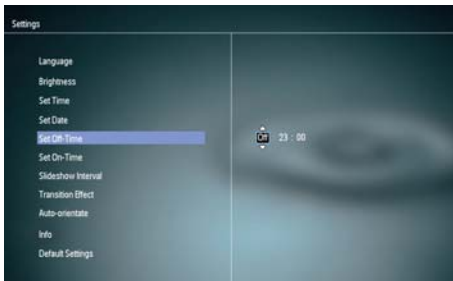 Settings
Language
Brightness
Set Time
Set Date
Set Off-Time
Off 23 : 00
Set On-Time
Slideshow Interval
Transition Effect
Auto-orientate
Info
Default Settings